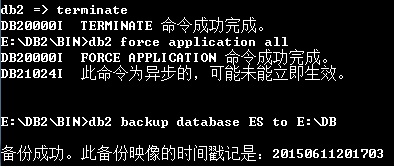 db2 => terminate
DB20000I  TERMINATE 命令成功完成。
E:\DB2\BIN>db2 force application all
DB20000I  FORCE APPLICATION 命令成功完成。
DB21024I  此命令为异步的，可能未能立即生效。
E:\DB2\BIN>db2 backup database ES to E:\DB
备份成功。此备份映像的时间戳记是：20150611201703